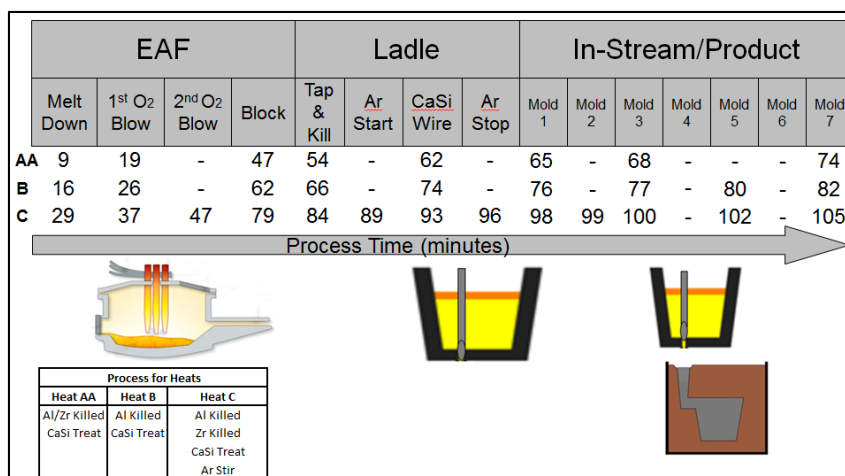 EAF Ladle In-Stream/Product
Melt Down 1st O2 Blow 2nd O2 Blow Block Tap & Kill Ar Start CaSi Wire Ar Stop Mold 1 Mold 2 Mold 3 Mold 4 Mold 5 Mold 6 Mold 7
AA 9 19 - 47 54 - 62 - 65 - 68 - - - 74
B 16 26 - 62 66 - 74 - 76 - 77 - 80 - 82
C 29 37 47 79 84 89 93 96 98 99 100 - 102 - 105
Process Time (minutes)
Process for Heats
Heat AA Heat B Heat C
Al/Zr Killed Al Killed Al Killed
CaSi Treat CaSi Treat Zr Killed
CaSi Treat
Ar Stir